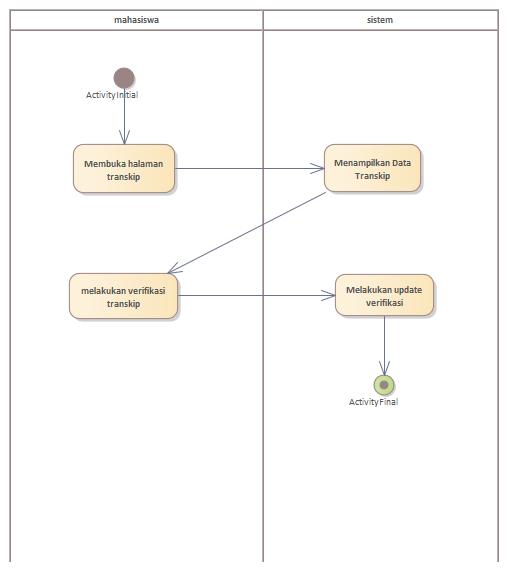 mahasiswa
sistem
ActivityInitial
Membuka halaman
transkip
Menampilkan Data
Transkip
melakukan verifikasi
transkip
Melakukan update
verifikasi
ActivityFinal